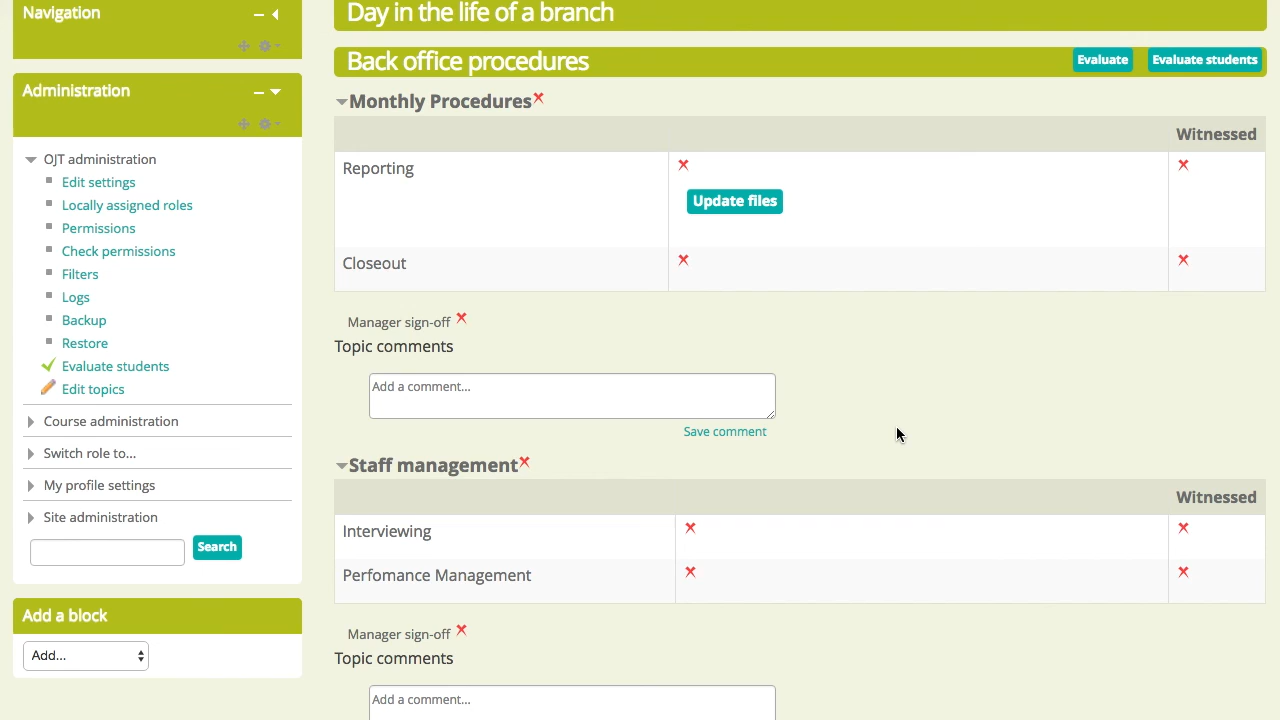 Navigation
Administration
OJT administration
Edit settings
Locally assigned roles
Permissions
Check permissions
Filters
Logs
Backup
Restore
Evaluate students
Edit topics
Course administration
Switch role to...
My profile settings
Site administration
Search
Add a block
Add...
Day in the life of a branch
Back office procedures
Evaluate
Evaluate students
Monthly Procedures
Witnessed
Reporting
Update files
Closeout
Manager sign-off
Topic comments
Add a comment...
Save comment
Staff management
Witnessed
Interviewing
Perfomance Management
Manager sign-off
Topic comments
Add a comment...